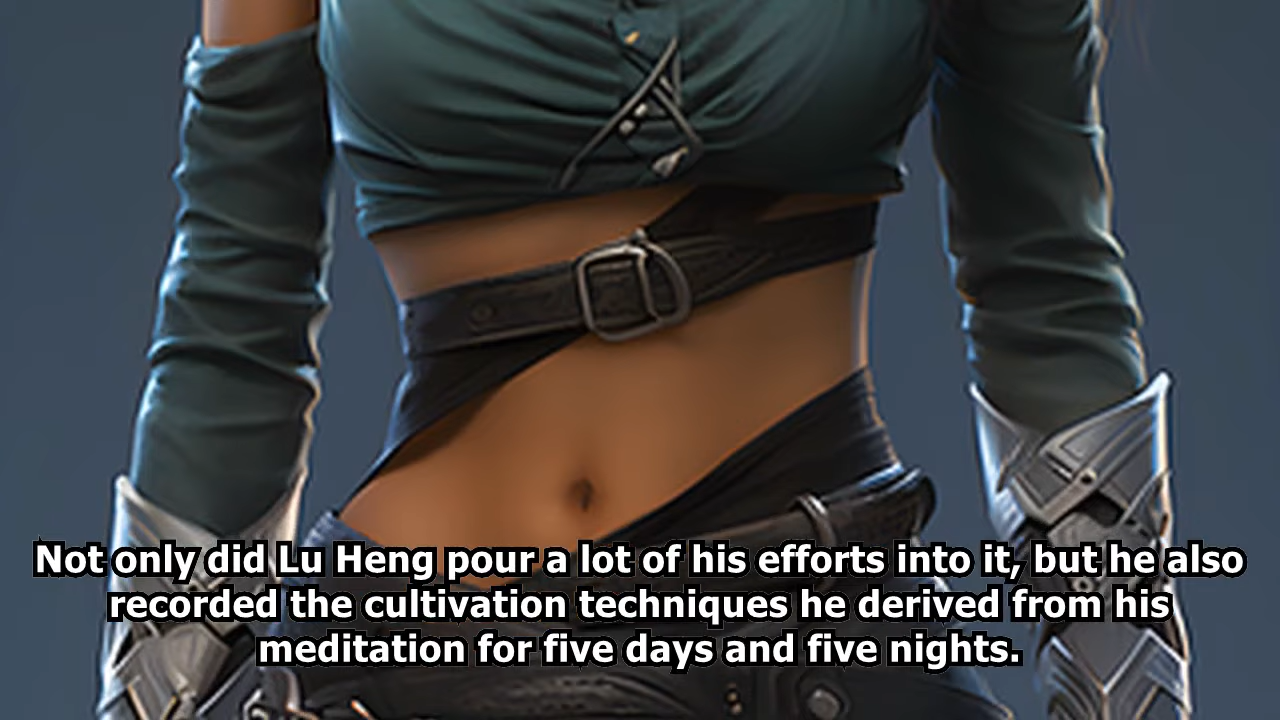 Not only did Lu Heng pour a lot of his efforts into it, but he also
recorded the cultivation techniques he derived from his
meditation for five days and five nights.